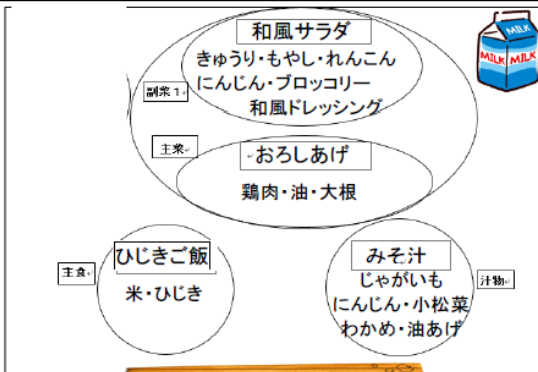 和風サラダ
MILK
きゅうり・もやし・れんこん
MILK MILK
にんじん・ブロッコリー
副菜1
和風ドレッシング
主菜
おろしあげ
鶏肉・油・大根
ひじきご飯
みそ汁
主食
じゃがいも
汁物
米・ひじき
にんじん・小松菜
わかめ・油あげ